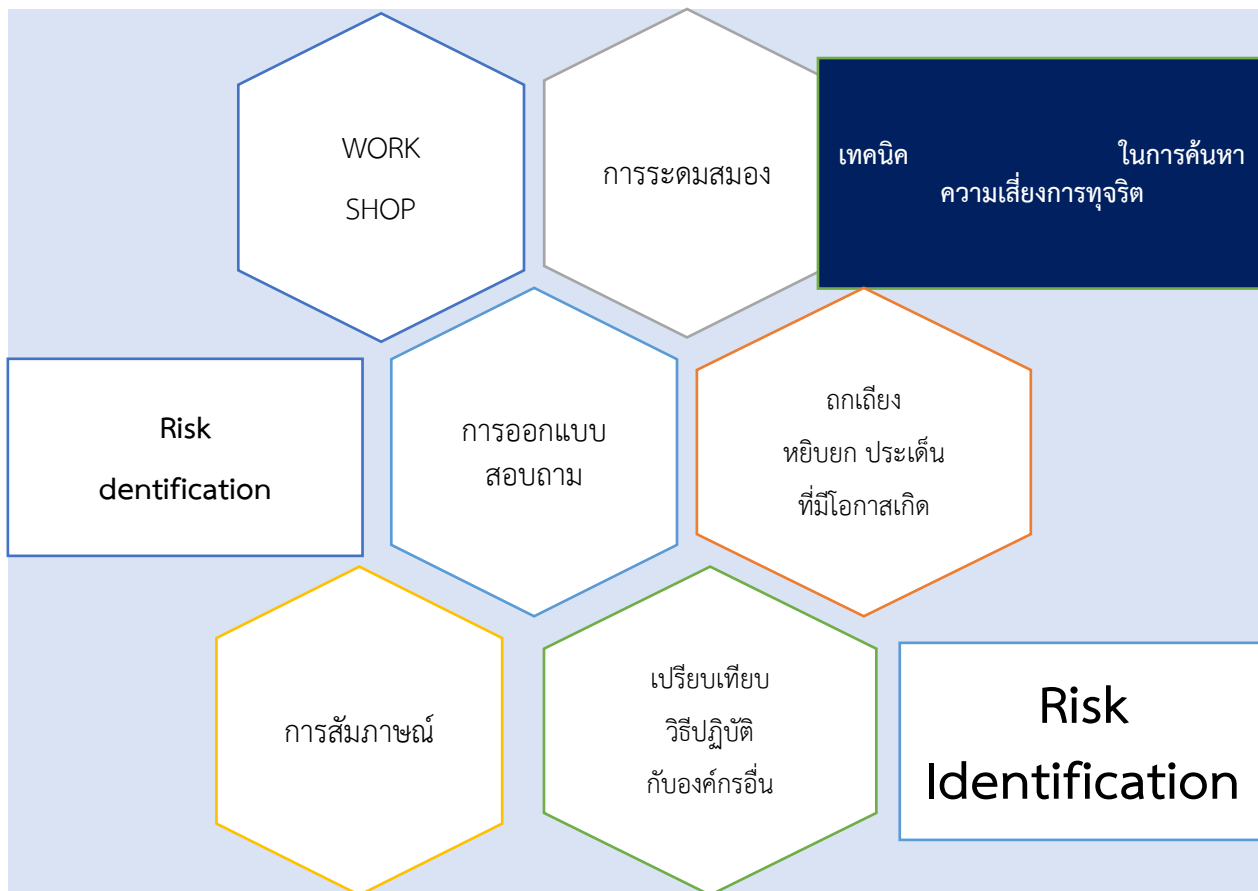 WORK
SHOP
การระดมสมอง
เทคนิค ในการค้นหา
ความเสี่ยงการทุจริต
Risk
dentification
การออกแบบ
สอบถาม
ถกเถียง
หยิบยก ประเด็น
ที่มีโอกาสเกิด
การสัมภาษณ์
เปรียบเทียบ
วิธีปฏิบัติ
กับองค์กรอื่น
Risk
Identification